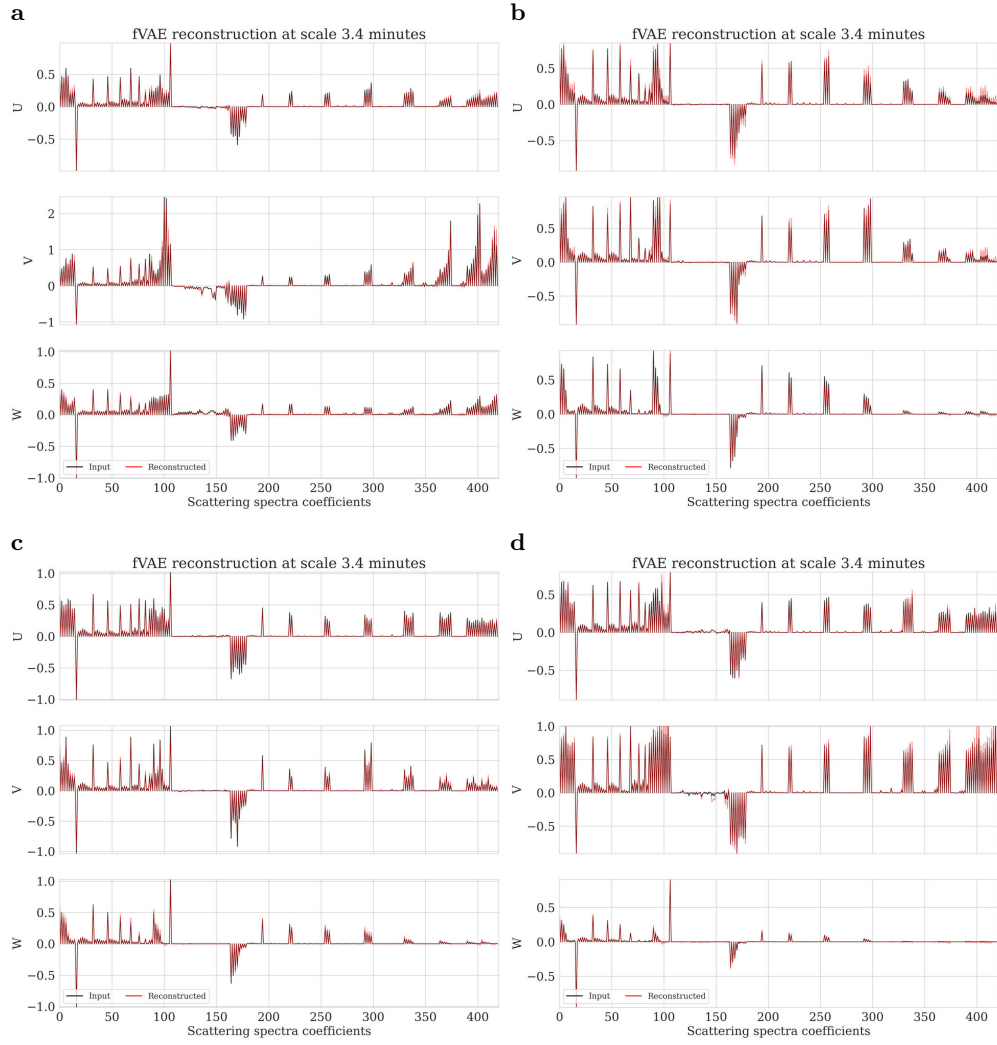 a
fVAE reconstruction at scale 3.4 minutes
0.5
0.0
−0.5
U
2
1
0
−1
V
1.0
0.5
0.0
−0.5
−1.0
W
Input Reconstructed
0 50 100 150 200 250 300 350 400
Scattering spectra coefficients
b
fVAE reconstruction at scale 3.4 minutes
0.5
0.0
−0.5
U
0.5
0.0
−0.5
V
0.5
0.0
−0.5
W
Input Reconstructed
0 50 100 150 200 250 300 350 400
Scattering spectra coefficients
c
fVAE reconstruction at scale 3.4 minutes
1.0
0.5
0.0
−0.5
−1.0
U
1.0
0.5
0.0
−0.5
−1.0
V
1.0
0.5
0.0
−0.5
−1.0
W
Input Reconstructed
0 50 100 150 200 250 300 350 400
Scattering spectra coefficients
d
fVAE reconstruction at scale 3.4 minutes
0.5
0.0
−0.5
U
1.0
0.5
0.0
−0.5
V
0.5
0.0
−0.5
W
Input Reconstructed
0 50 100 150 200 250 300 350 400
Scattering spectra coefficients